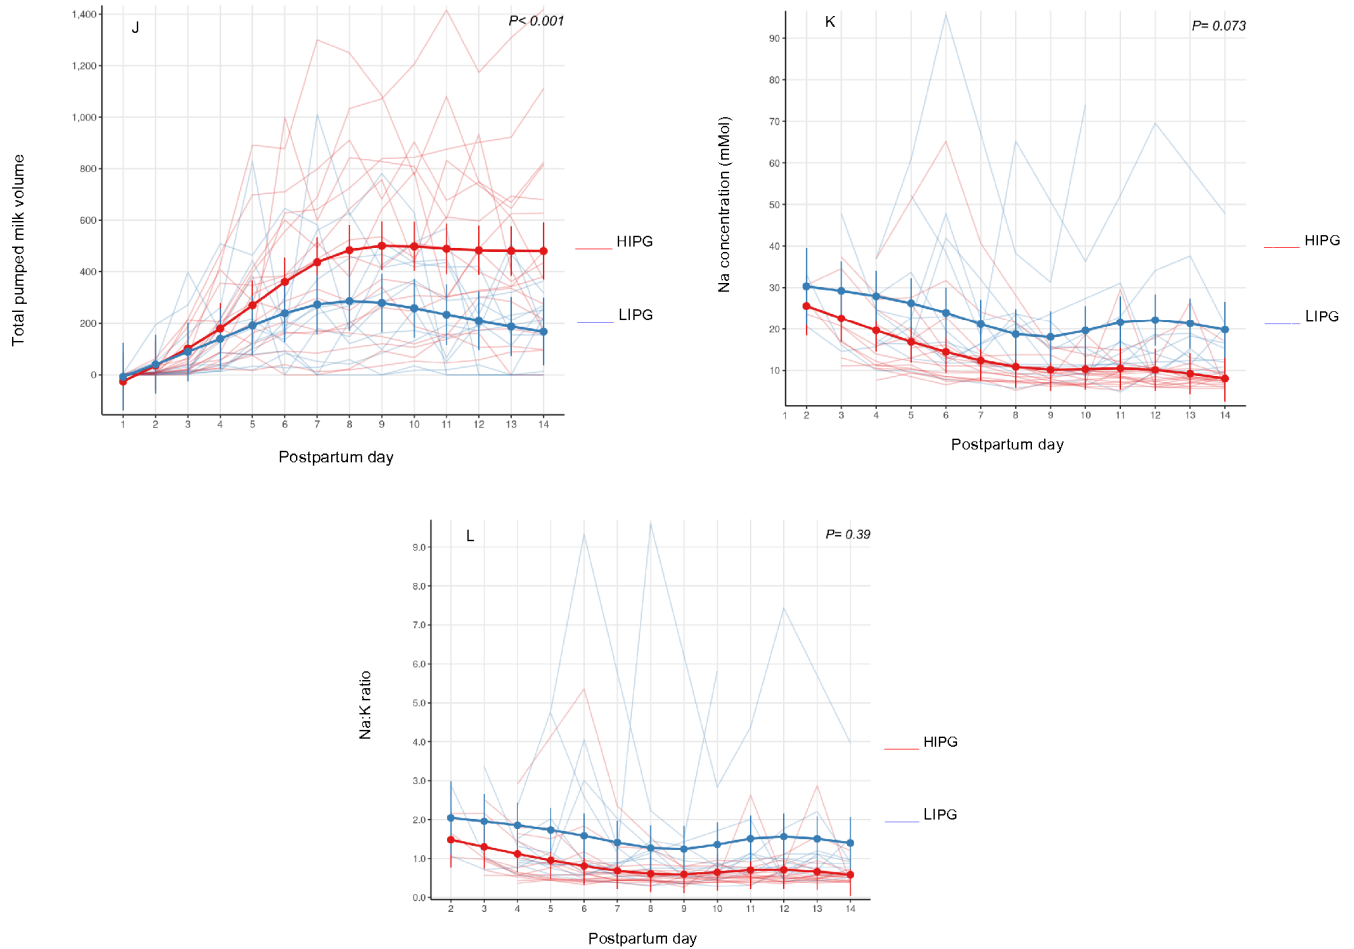 J
P< 0.001
1,400
1,200
1,000
800
600
400
200
0
1 2 3 4 5 6 7 8 9 10 11 12 13 14
Total pumped milk volume
Postpartum day
HIPG
LIPG
K
P= 0.073
90
80
70
60
50
40
30
20
10
1 2 3 4 5 6 7 8 9 10 11 12 13 14
Na concentration (mMol)
Postpartum day
HIPG
LIPG
L
P= 0.39
9.0
8.0
7.0
6.0
5.0
4.0
3.0
2.0
1.0
0.0
2 3 4 5 6 7 8 9 10 11 12 13 14
Na:K ratio
Postpartum day
HIPG
LIPG